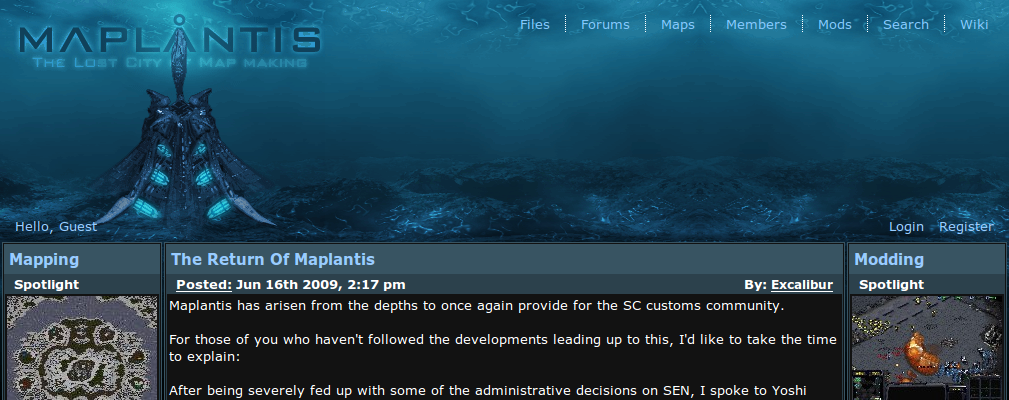 MAPLANTIS
The Lost City of Map making
Files
Forums
Maps
Members
Mods
Search
Wiki
Hello, Guest
Login
Register
Mapping
Spotlight
The Return Of Maplantis
Posted: Jun 16th 2009, 2:17 pm
By: Excalibur
Maplantis has arisen from the depths to once again provide for the SC customs community.
For those of you who haven't followed the developments leading up to this, I'd like to take the time
to explain:
After being severely fed up with some of the administrative decisions on SEN, I spoke to Yoshi
Modding
Spotlight